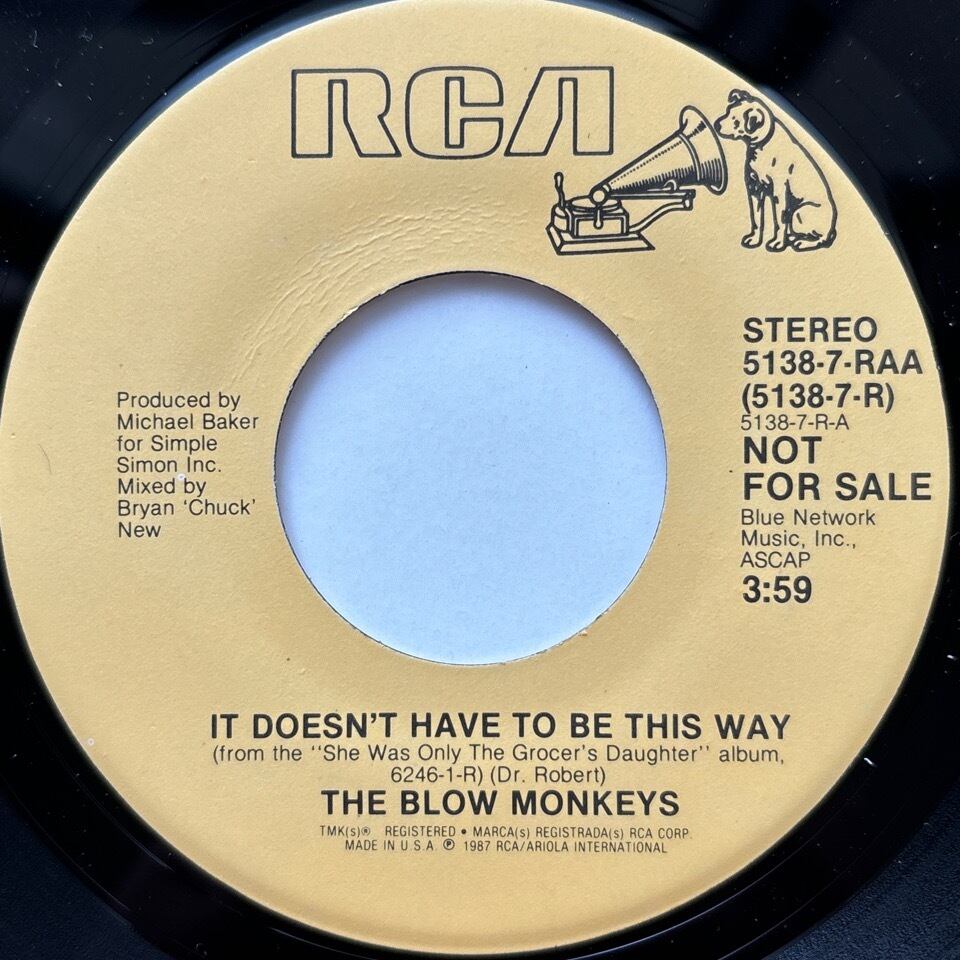 RCA
STEREO
5138-7-RAA
(5138-7-R)
5138-7-R-A
NOT
FOR SALE
Blue Network
Music, Inc.,
ASCAP
3:59
Produced by
Michael Baker
for Simple
Simon Inc.
Mixed by
Bryan 'Chuck'
New
IT DOESN'T HAVE TO BE THIS WAY
(from the "She Was Only The Grocer's Daughter" album,
6246-1-R) (Dr. Robert)
THE BLOW MONKEYS
TMK(s)® REGISTERED • MARCA(s) REGISTRADA(s) RCA CORP.
MADE IN U.S.A. ℗ 1987 RCA/ARIOLA INTERNATIONAL